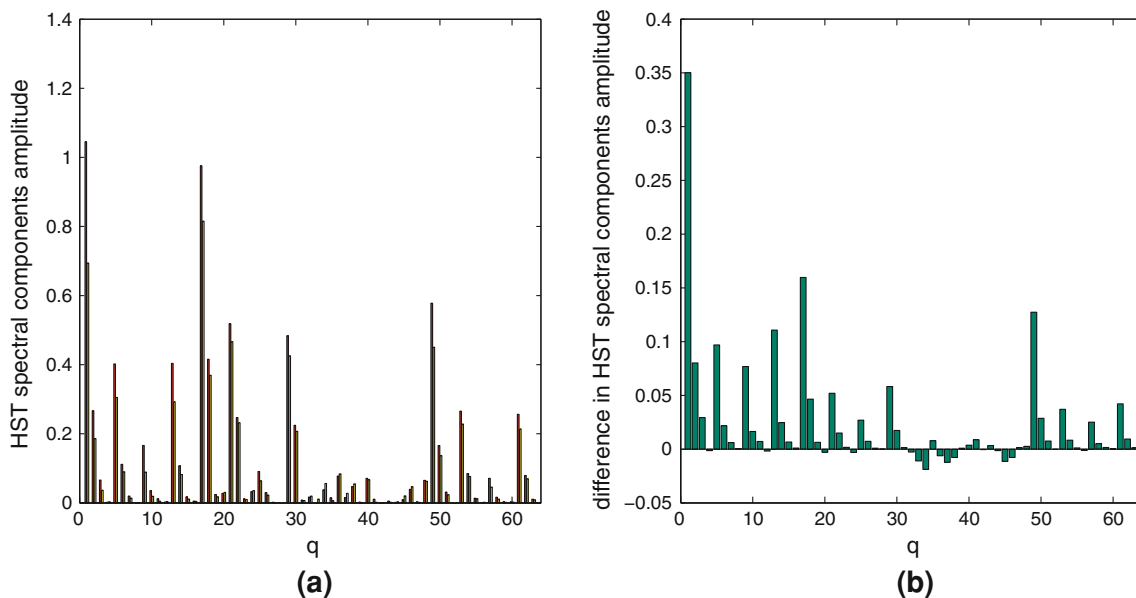 HST spectral components amplitude
1.4
1.2
1
0.8
0.6
0.4
0.2
0
0 10 20 30 40 50 60
q
(a)
difference in HST spectral components amplitude
0.4
0.35
0.3
0.25
0.2
0.15
0.1
0.05
0
−0.05
0 10 20 30 40 50 60
q
(b)